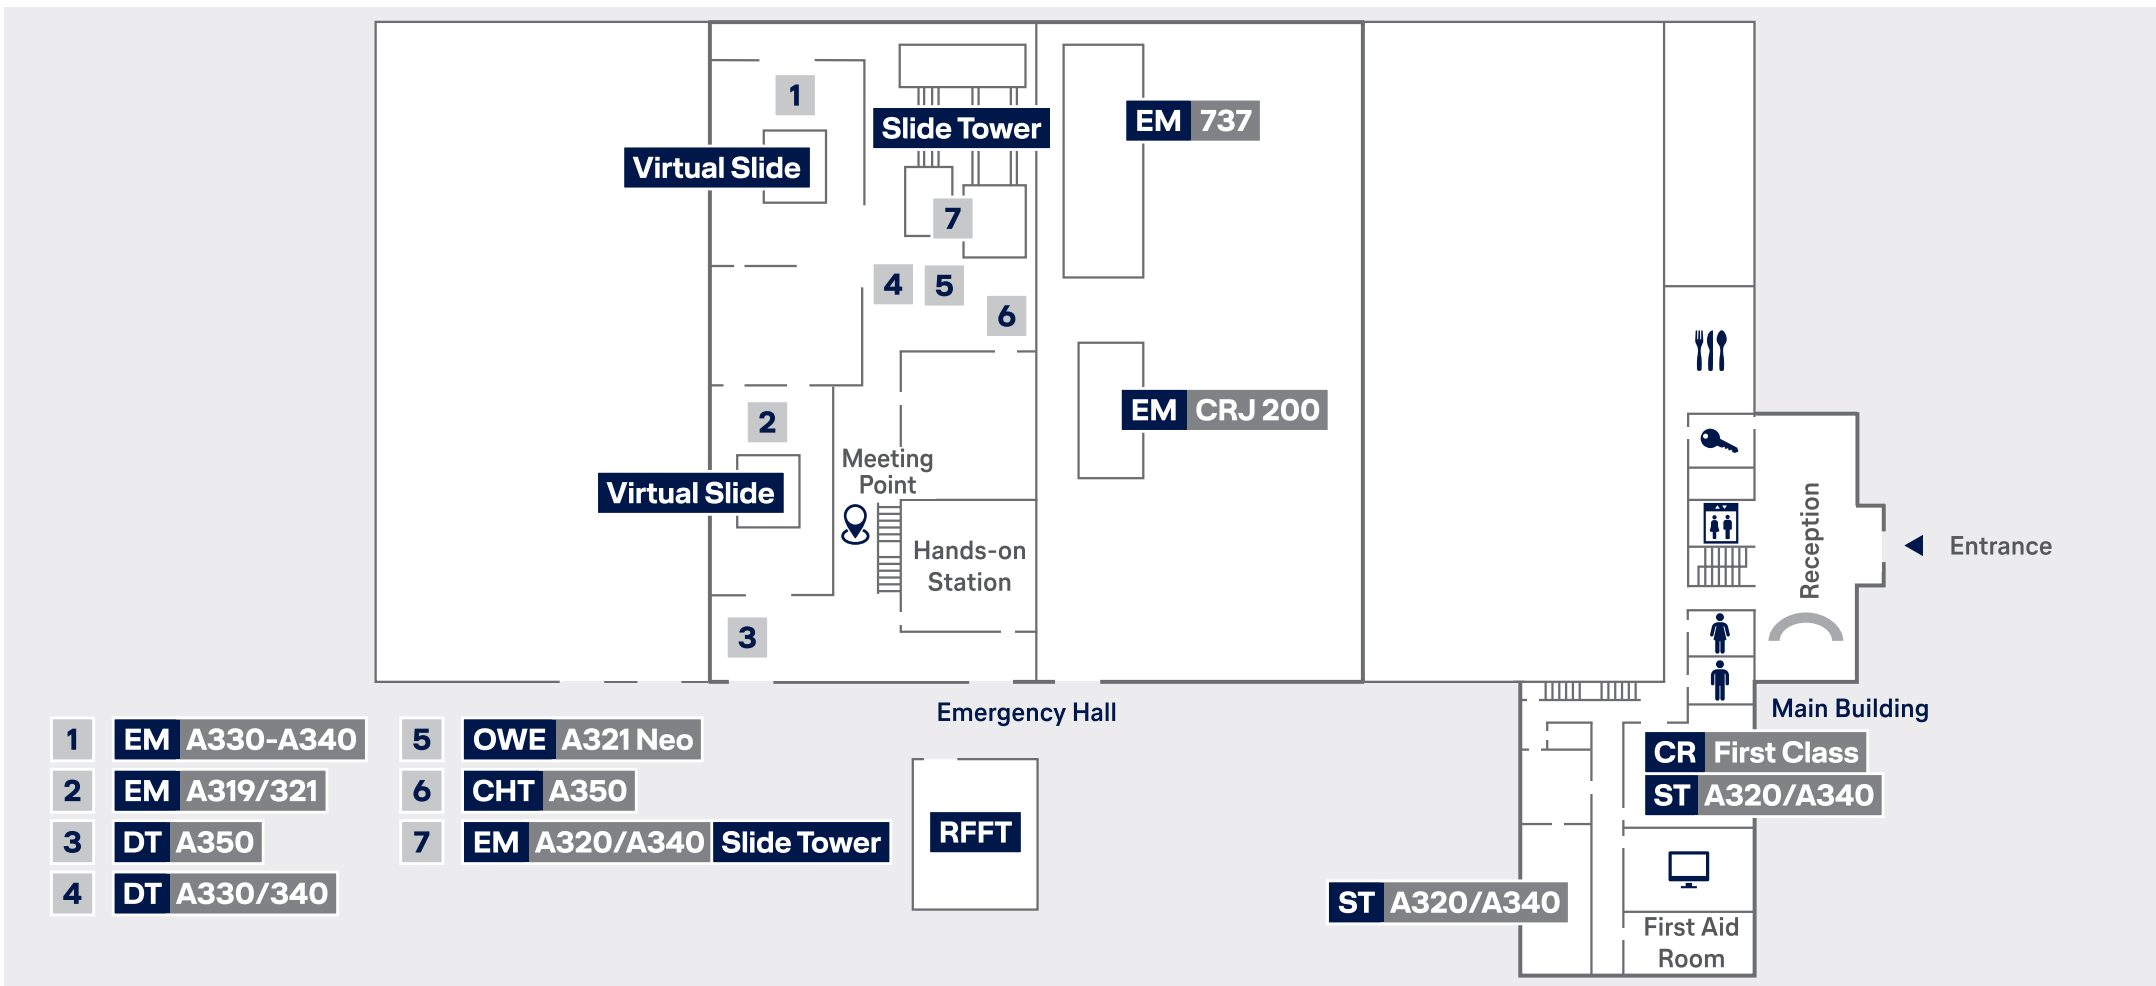 1
Slide Tower
EM 737
Virtual Slide
7
4
5
6
2
EM CRJ 200
Meeting
Point
Virtual Slide
Hands-on
Station
Reception
Entrance
3
Emergency Hall
Main Building
1 EM A330-A340
2 EM A319/321
3 DT A350
4 DT A330/340
5 OWE A321 Neo
6 CHT A350
7 EM A320/A340 Slide Tower
RFFT
CR First Class
ST A320/A340
ST A320/A340
First Aid
Room